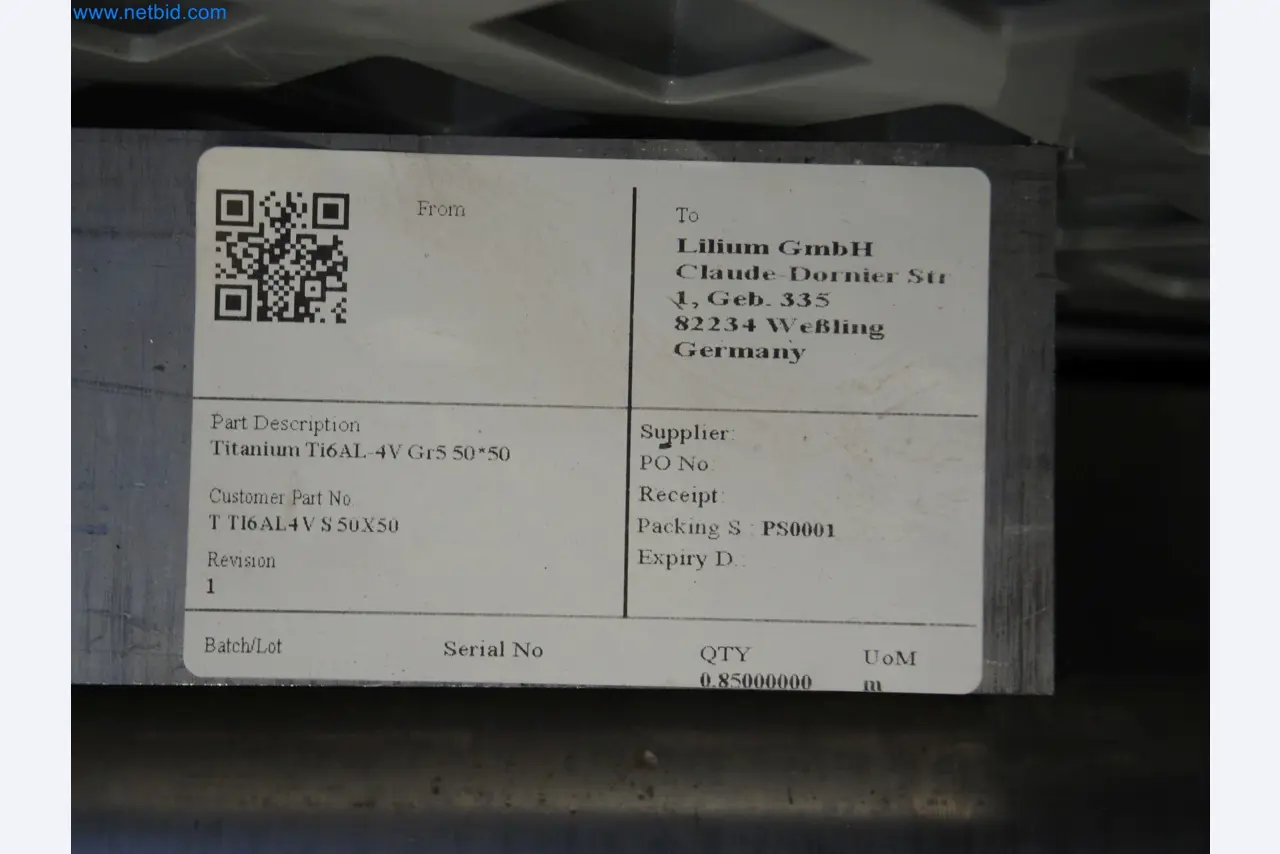 www.netbid.com
From
To
Lilium GmbH
Claude-Dornier Str
1, Geb. 335
82234 Weßling
Germany
Part Description
Titanium Ti6AL-4V Gr5 50*50
Customer Part No.
T TI6AL4V S 50X50
Revision
1
Supplier:
PO No:
Receipt:
Packing S : PS0001
Expiry D.:
Batch/Lot
Serial No
QTY
0.85000000
UoM
m